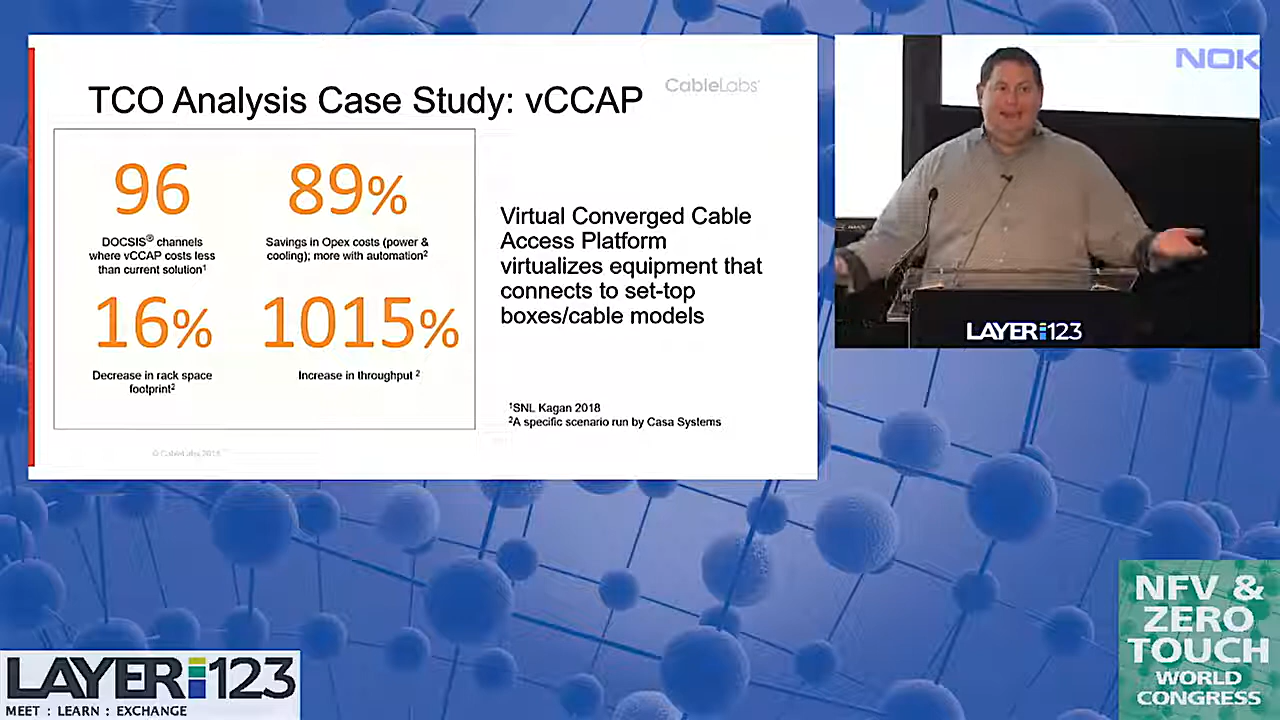 TCO Analysis Case Study: vCCAP
CableLabs®
96
DOCSIS® channels
where vCCAP costs less
than current solution1
89%
Savings in Opex costs (power &
cooling); more with automation2
16%
Decrease in rack space
footprint2
1015%
Increase in throughput 2
Virtual Converged Cable
Access Platform
virtualizes equipment that
connects to set-top
boxes/cable models
1SNL Kagan 2018
2A specific scenario run by Casa Systems
NOK
LAYER123
LAYER123
MEET : LEARN : EXCHANGE
NFV &
ZERO
TOUCH
WORLD
CONGRESS